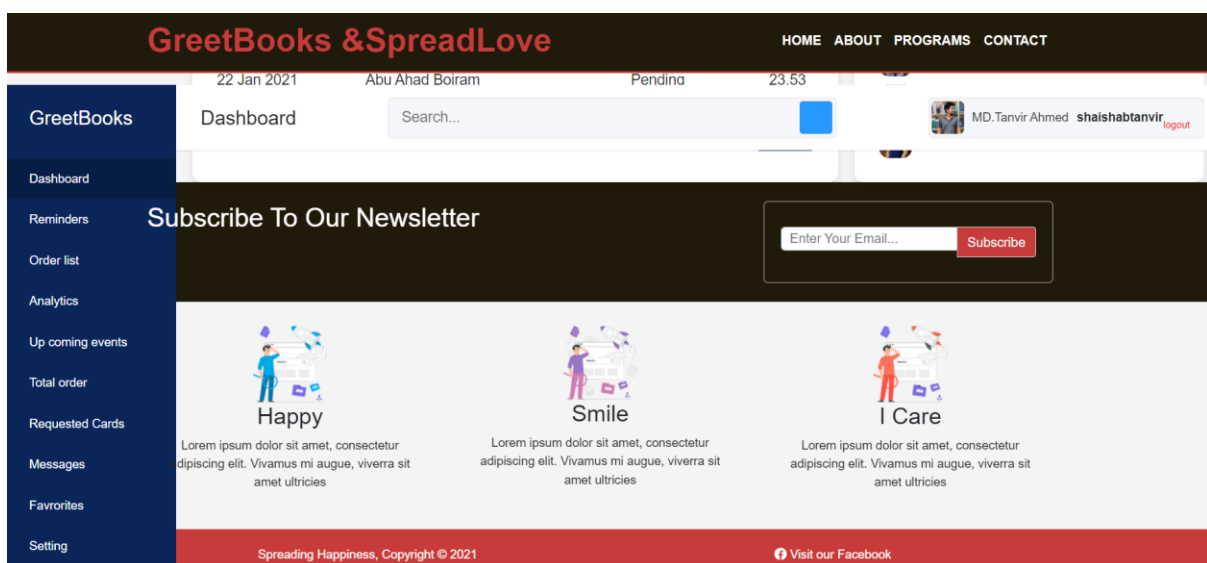 GreetBooks &SpreadLove
HOME ABOUT PROGRAMS CONTACT
22 Jan 2021 Abu Ahad Boiram Pending 23.53
GreetBooks
Dashboard
Search...
MD.Tanvir Ahmed shaishabtanvir logout
Dashboard
Reminders
Order list
Analytics
Up coming events
Total order
Requested Cards
Messages
Favrorites
Setting
Subscribe To Our Newsletter
Enter Your Email...
Subscribe
Happy
Lorem ipsum dolor sit amet, consectetur
dipiscing elit. Vivamus mi augue, viverra sit
amet ultricies
Smile
Lorem ipsum dolor sit amet, consectetur
adipiscing elit. Vivamus mi augue, viverra sit
amet ultricies
I Care
Lorem ipsum dolor sit amet, consectetur
adipiscing elit. Vivamus mi augue, viverra sit
amet ultricies
Spreading Happiness, Copyright © 2021
Visit our Facebook